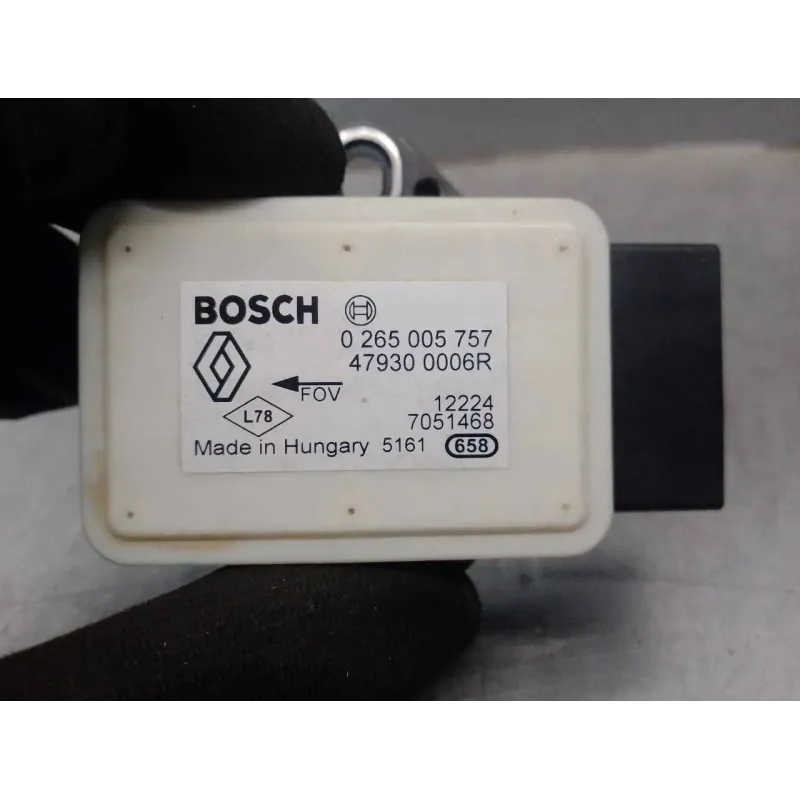 BOSCH
0 265 005 757
47930 0006R
FOV
12224
L78
7051468
Made in Hungary 5161 658